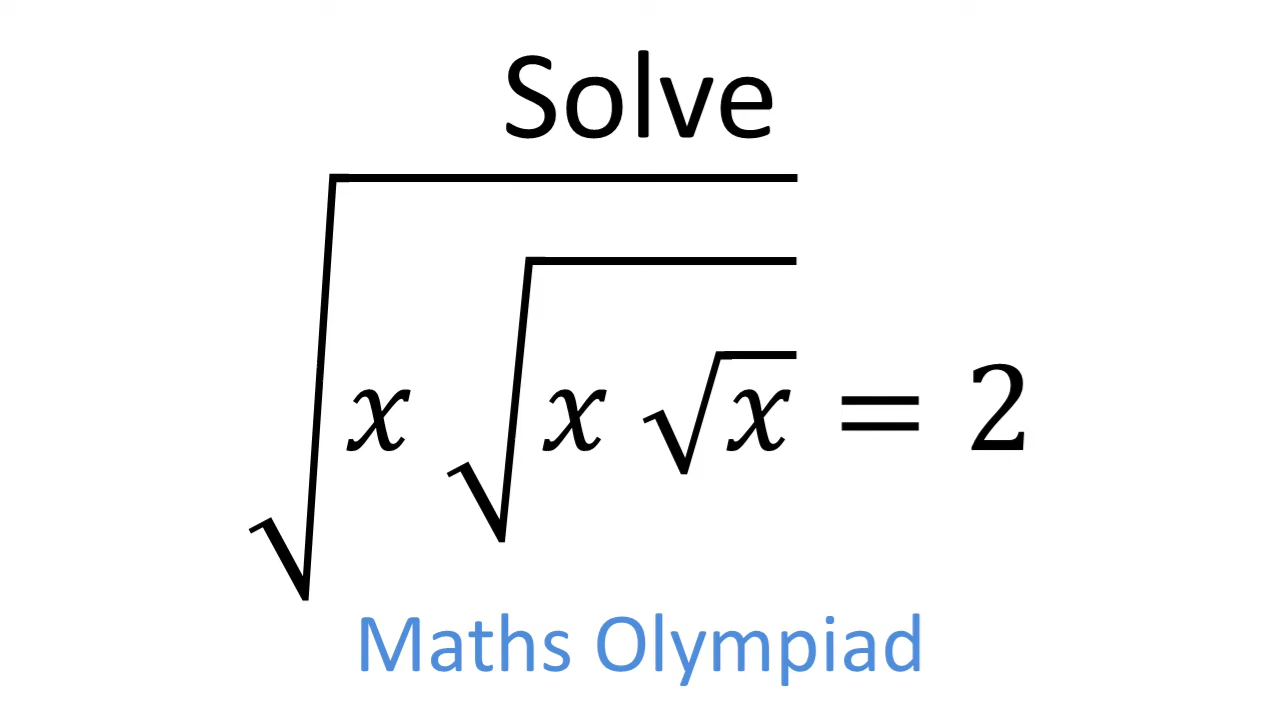 Solve
√(x√(x√x)) = 2
Maths Olympiad